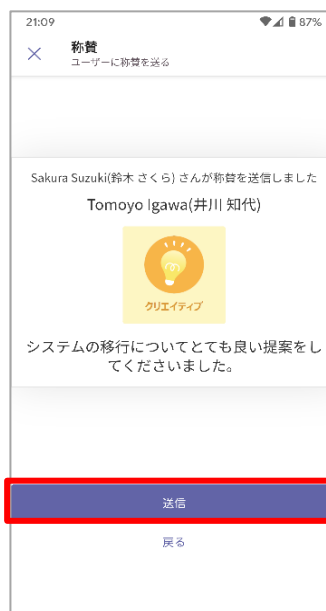 21:09
87%
称賛
ユーザーに称賛を送る
Sakura Suzuki(鈴木 さくら) さんが称賛を送信しました
Tomoyo Igawa(井川 知代)
クリエイティブ
システムの移行についてとても良い提案をし
てくださいました。
送信
戻る